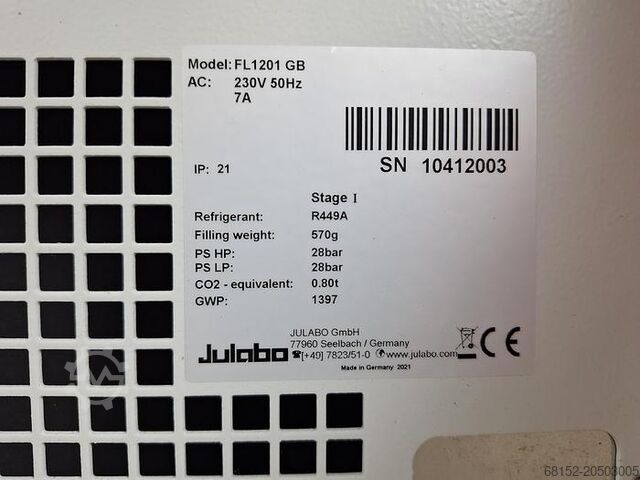 Model: FL1201 GB
AC: 230V 50Hz
7A
SN 10412003
IP: 21
Stage I
Refrigerant: R449A
Filling weight: 570g
PS HP: 28bar
PS LP: 28bar
CO2 - equivalent: 0.80t
GWP: 1397
JULABO GmbH
77960 Seelbach / Germany
Julabo ☎[+49] 7823/51-0 www.julabo.com
CE
Made in Germany 2021
68152-20503005